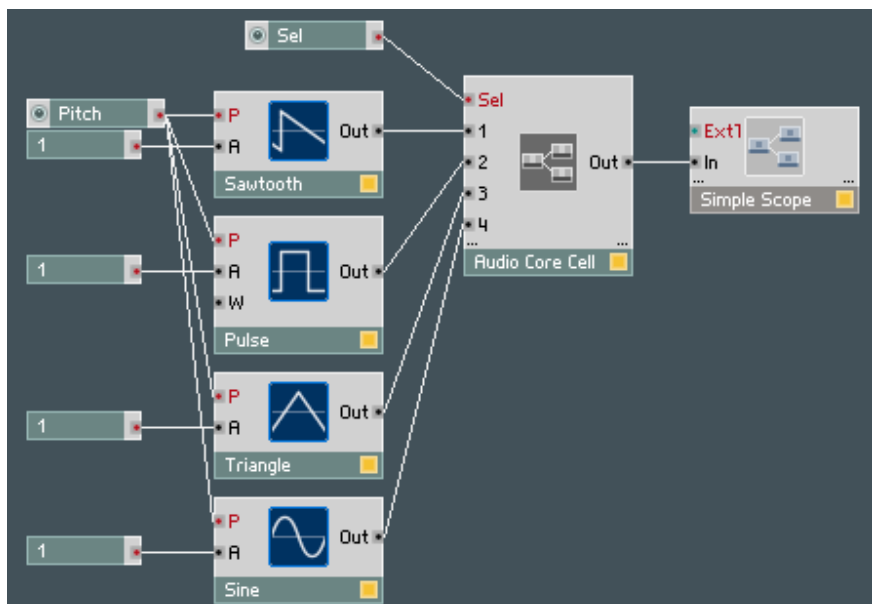 Sel
Pitch
1
P
A
Out
Sawtooth
1
P
A
W
Out
Pulse
1
P
A
Out
Triangle
1
P
A
Out
Sine
Sel
1
2
3
4
...
Out
...
Audio Core Cell
Ext1
In
...
...
Simple Scope